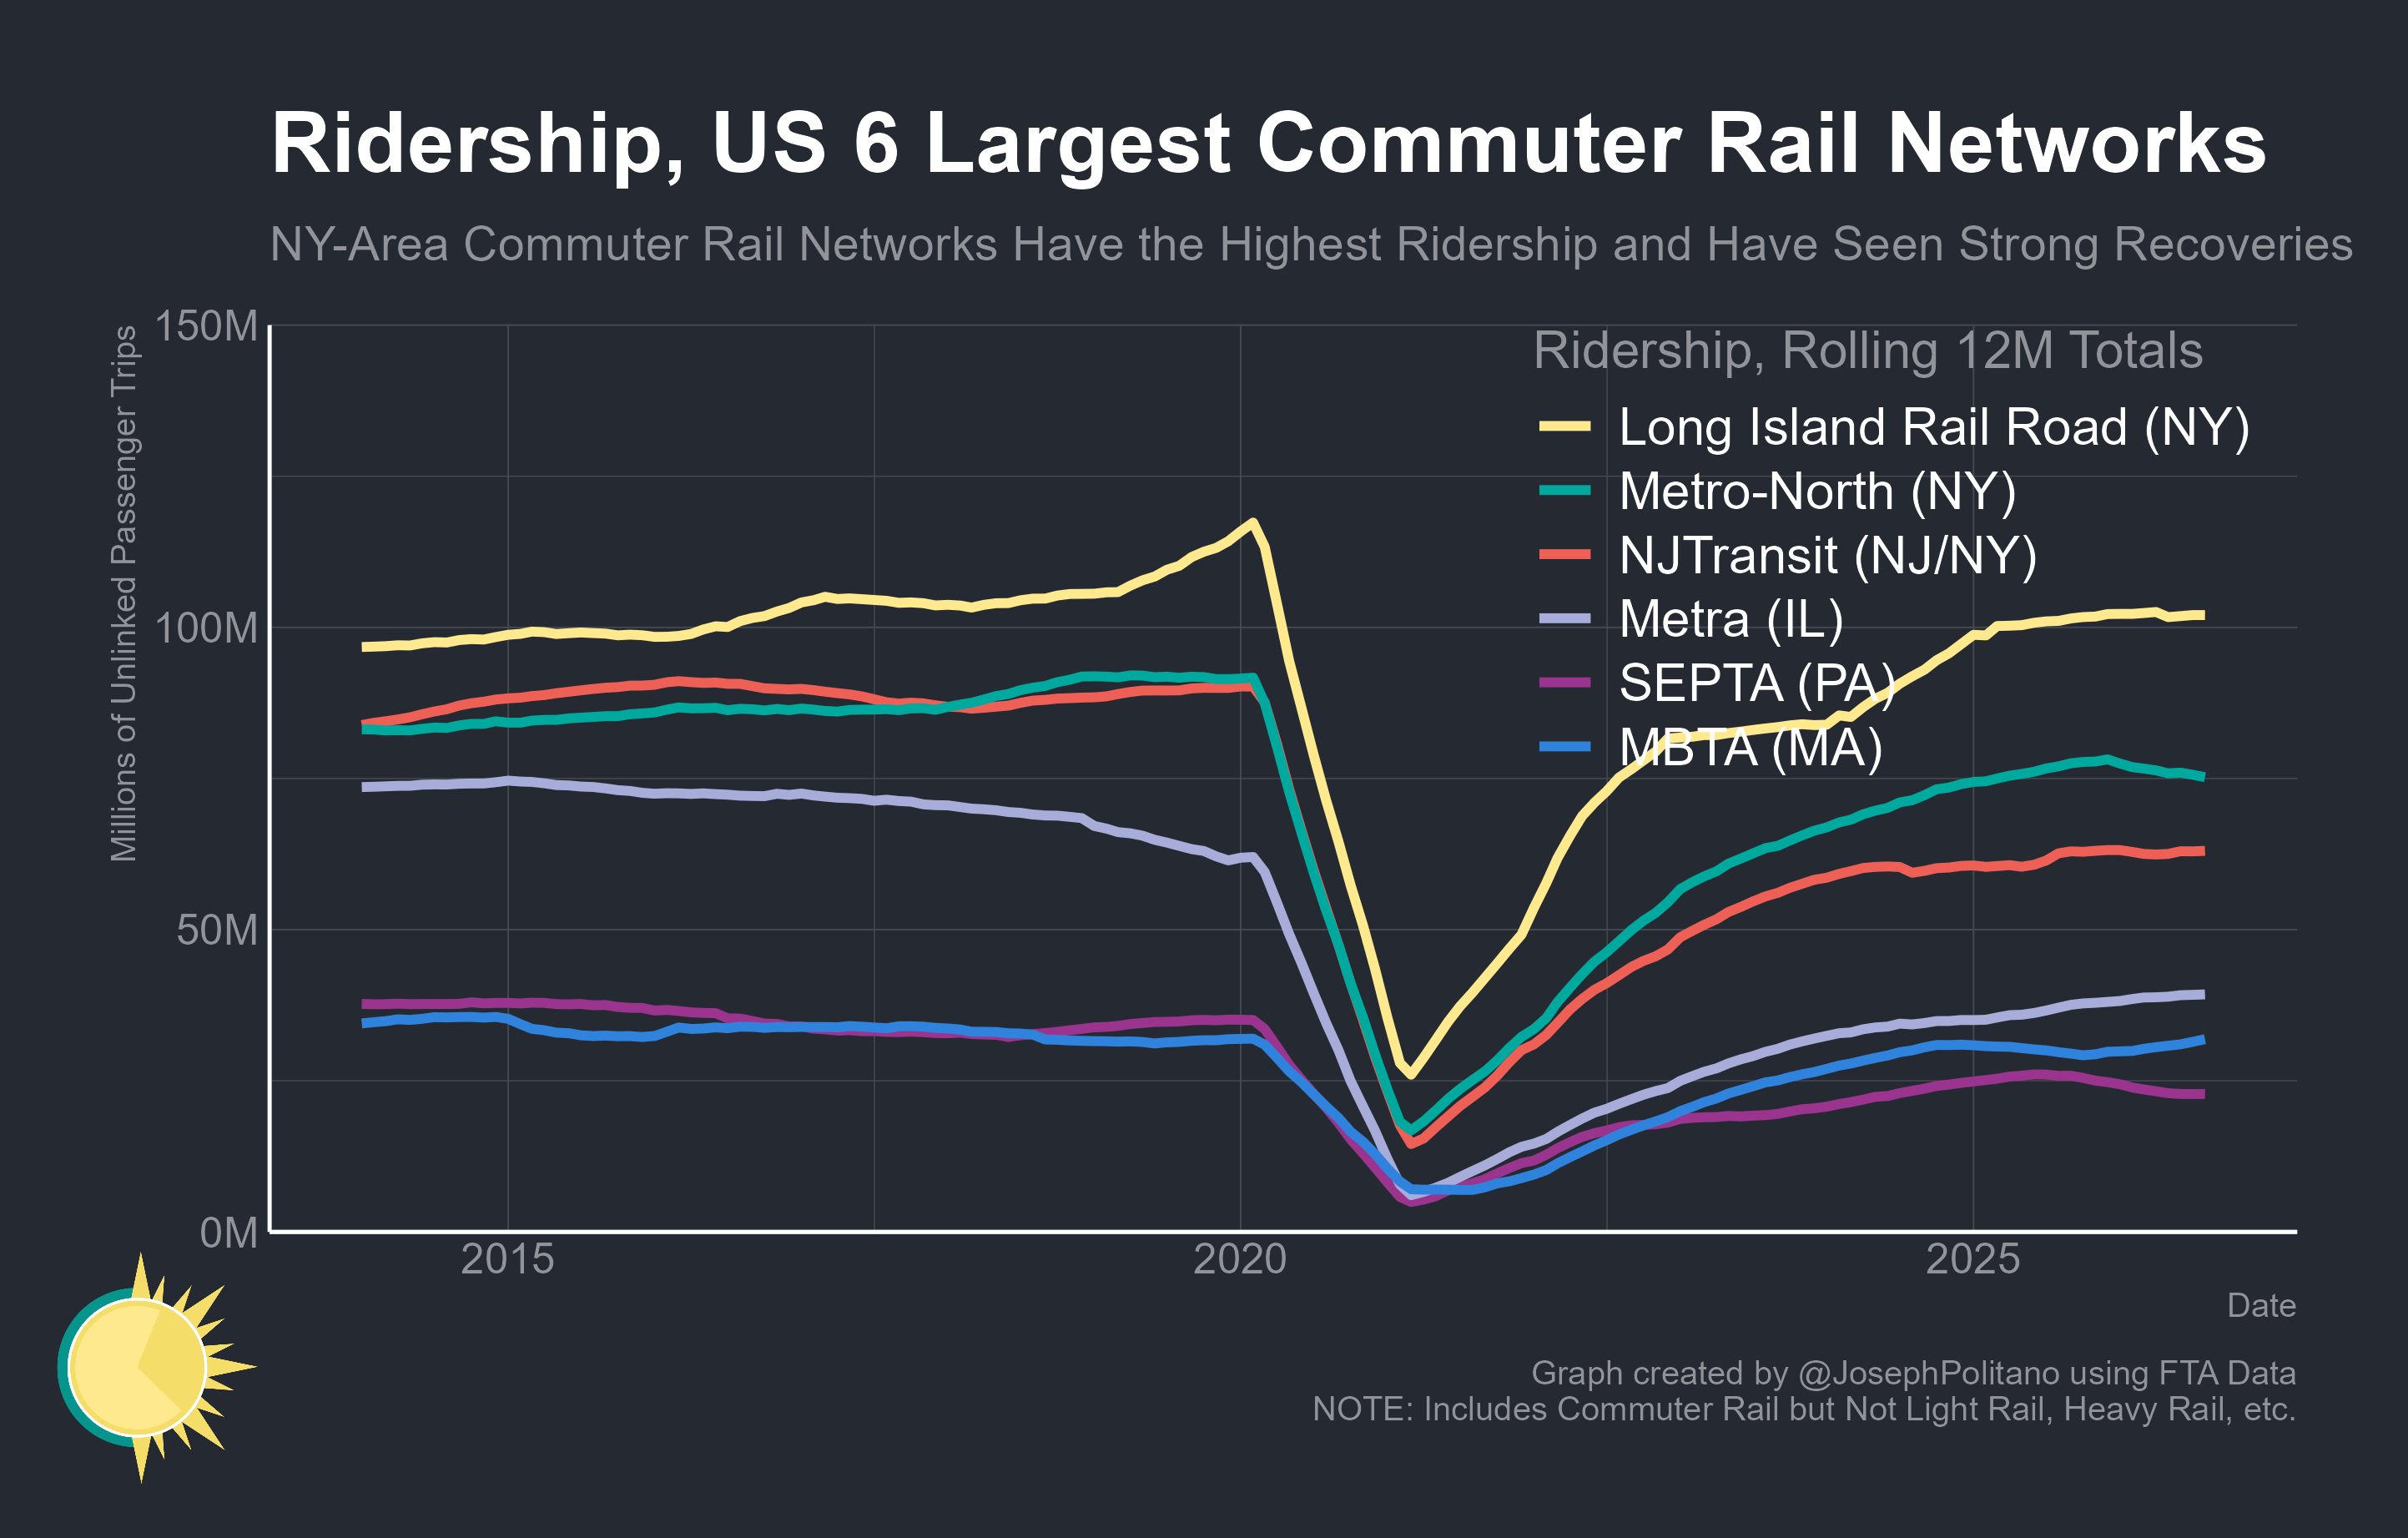 Ridership, US 6 Largest Commuter Rail Networks
NY-Area Commuter Rail Networks Have the Highest Ridership and Have Seen Strong Recoveries
Millions of Unlinked Passenger Trips
150M
100M
50M
0M
Ridership, Rolling 12M Totals
Long Island Rail Road (NY)
Metro-North (NY)
NJTransit (NJ/NY)
Metra (IL)
SEPTA (PA)
MBTA (MA)
2015
2020
2025
Date
Graph created by @JosephPolitano using FTA Data
NOTE: Includes Commuter Rail but Not Light Rail, Heavy Rail, etc.